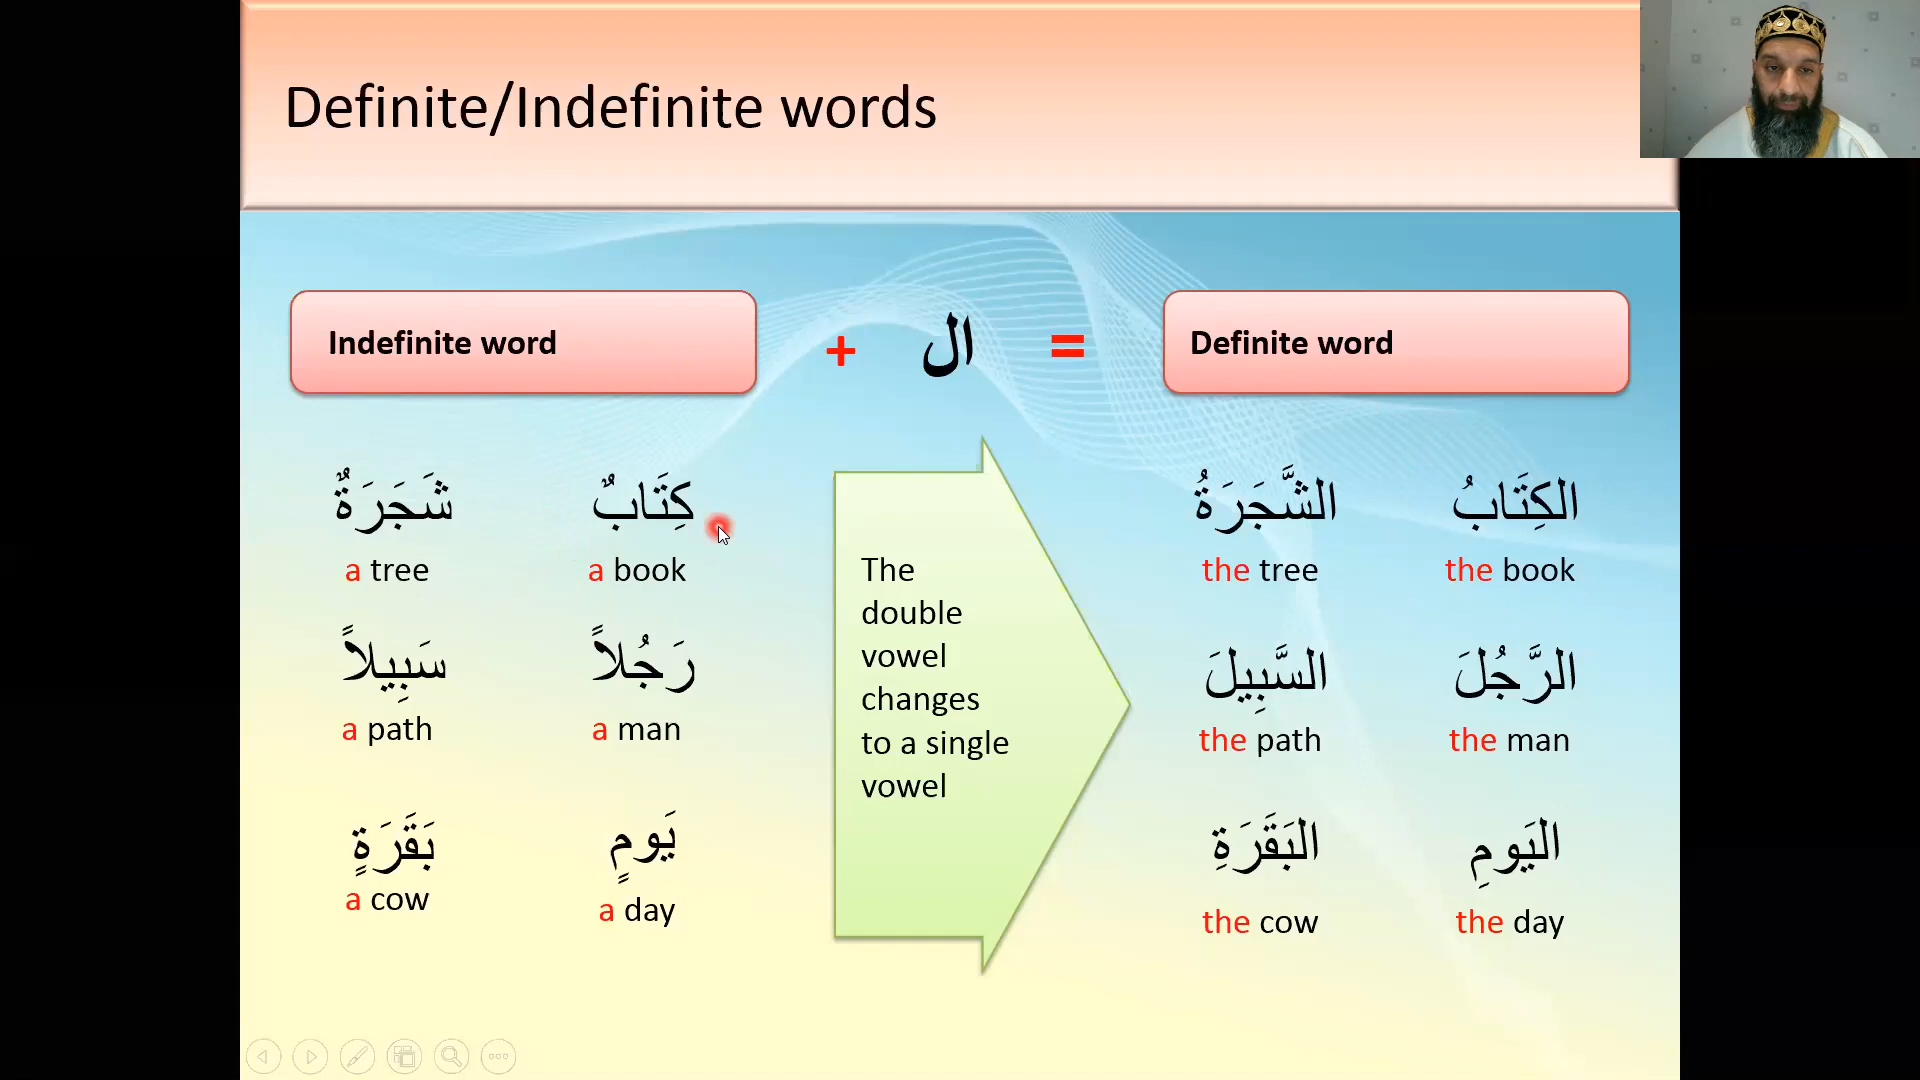 Definite/Indefinite words
Indefinite word + ال = Definite word
شَجَرَةٌ كِتَابٌ
a tree a book
سَبِيلاً رَجُلاً
a path a man
بَقَرَةٍ يَومٍ
a cow a day
The
double
vowel
changes
to a single
vowel
الشَّجَرَةُ الكِتَابُ
the tree the book
السَّبِيلَ الرَّجُلَ
the path the man
البَقَرَةِ اليَومِ
the cow the day